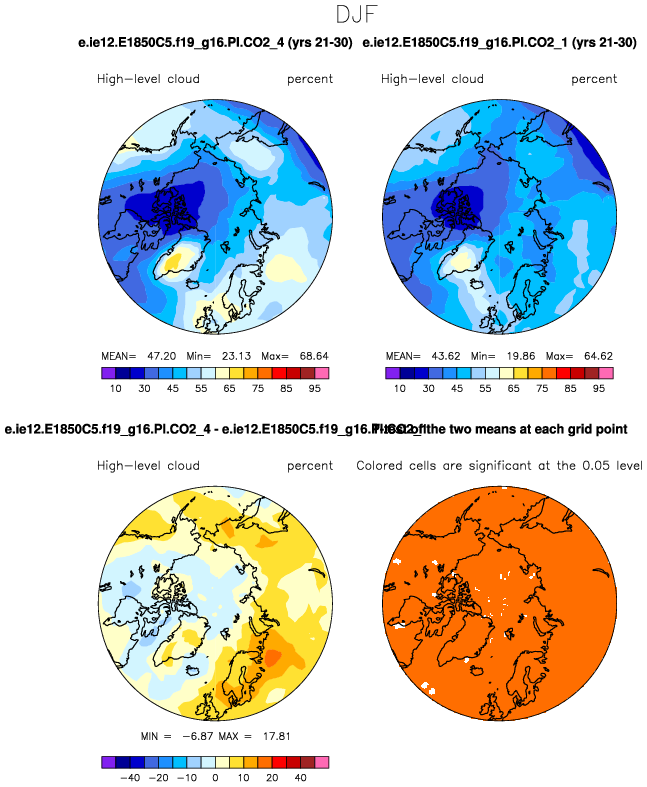 DJF
e.ie12.E1850C5.f19_g16.PI.CO2_4 (yrs 21-30) e.ie12.E1850C5.f19_g16.PI.CO2_1 (yrs 21-30)
High-level cloud percent High-level cloud percent
MEAN= 47.20 Min= 23.13 Max= 68.64 MEAN= 43.62 Min= 19.86 Max= 64.62
10 30 45 55 65 75 85 95 10 30 45 55 65 75 85 95
e.ie12.E1850C5.f19_g16.PI.CO2_4 - e.ie12.E1850C5.f19_g16.PI.CO2_1 the two means at each grid point
High-level cloud percent Colored cells are significant at the 0.05 level
MIN = -6.87 MAX = 17.81
-40 -20 -10 0 10 20 40